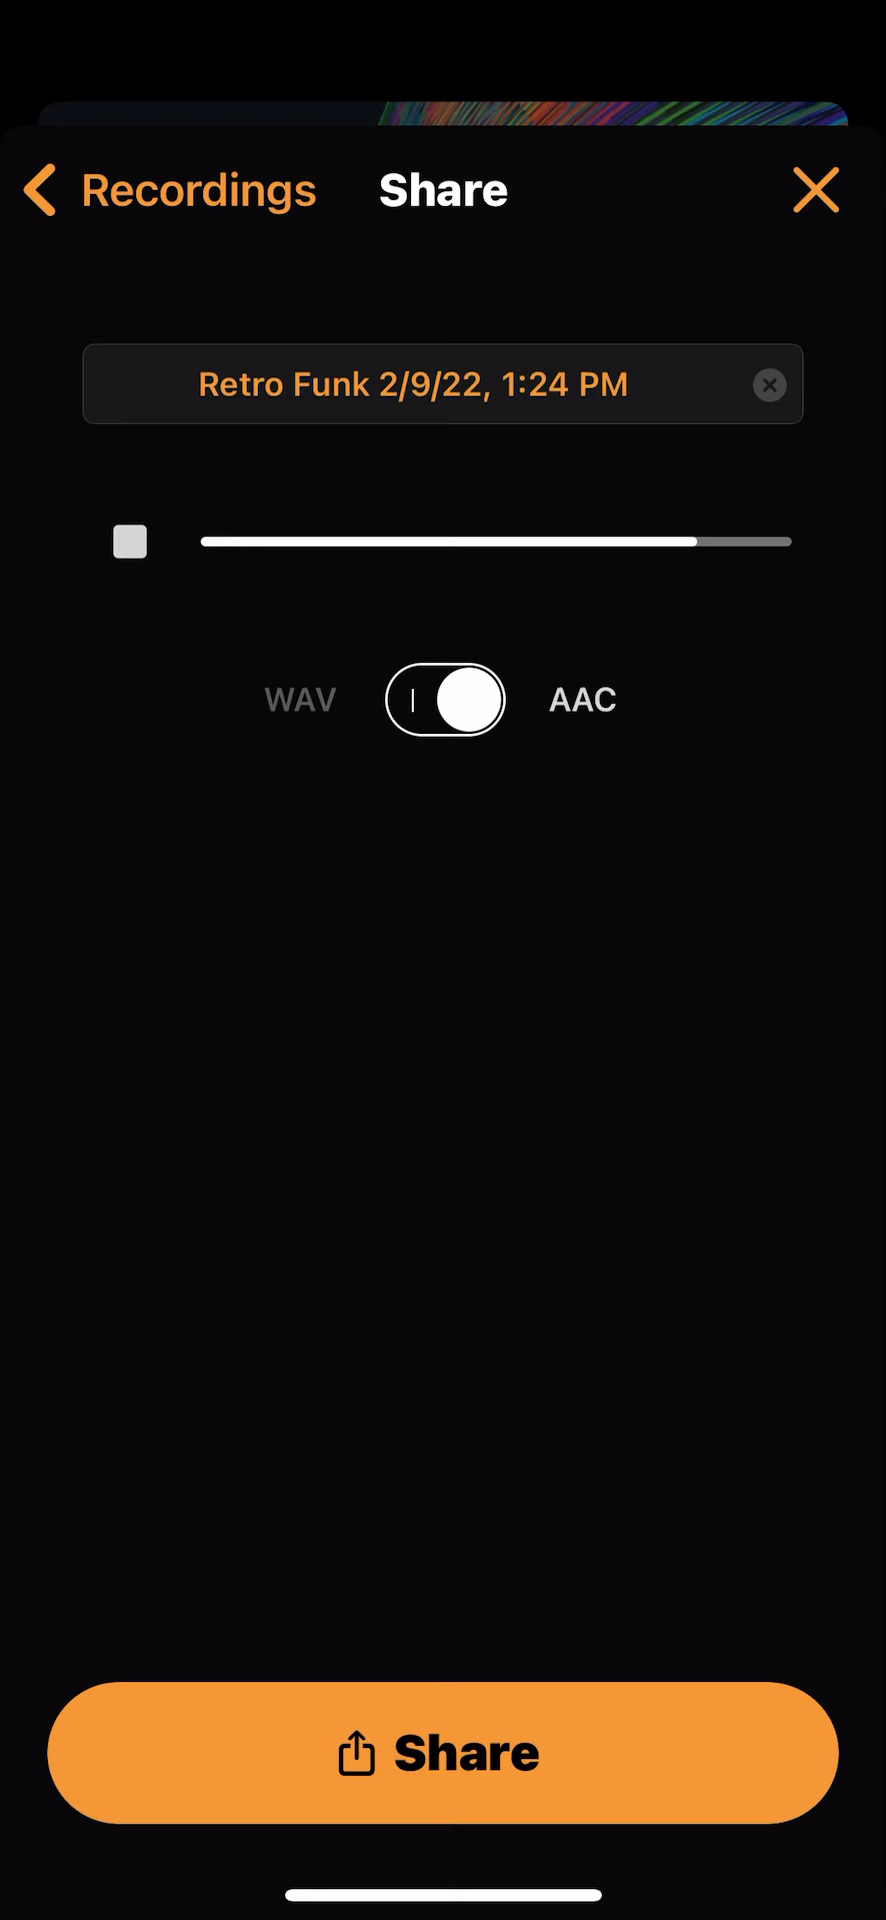 Recordings
Share
Retro Funk 2/9/22, 1:24 PM
WAV
AAC
Share